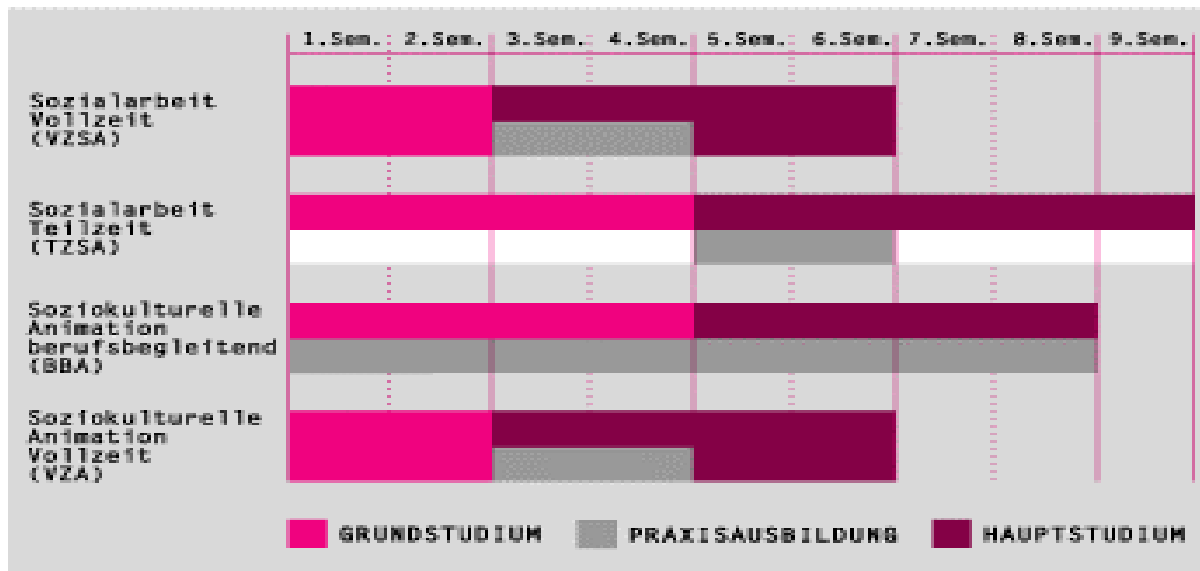 1.Sem. 2.Sem. 3.Sem. 4.Sem. 5.Sem. 6.Sem. 7.Sem. 8.Sem. 9.Sem.
Sozialarbeit
Vollzeit
(VZSA)
Sozialarbeit
Teilzeit
(TZSA)
Soziokulturelle
Animation
berufsbegleitend
(BBA)
Soziokulturelle
Animation
Vollzeit
(VZA)
GRUNDSTUDIUM PRAXISAUSBILDUNG HAUPTSTUDIUM